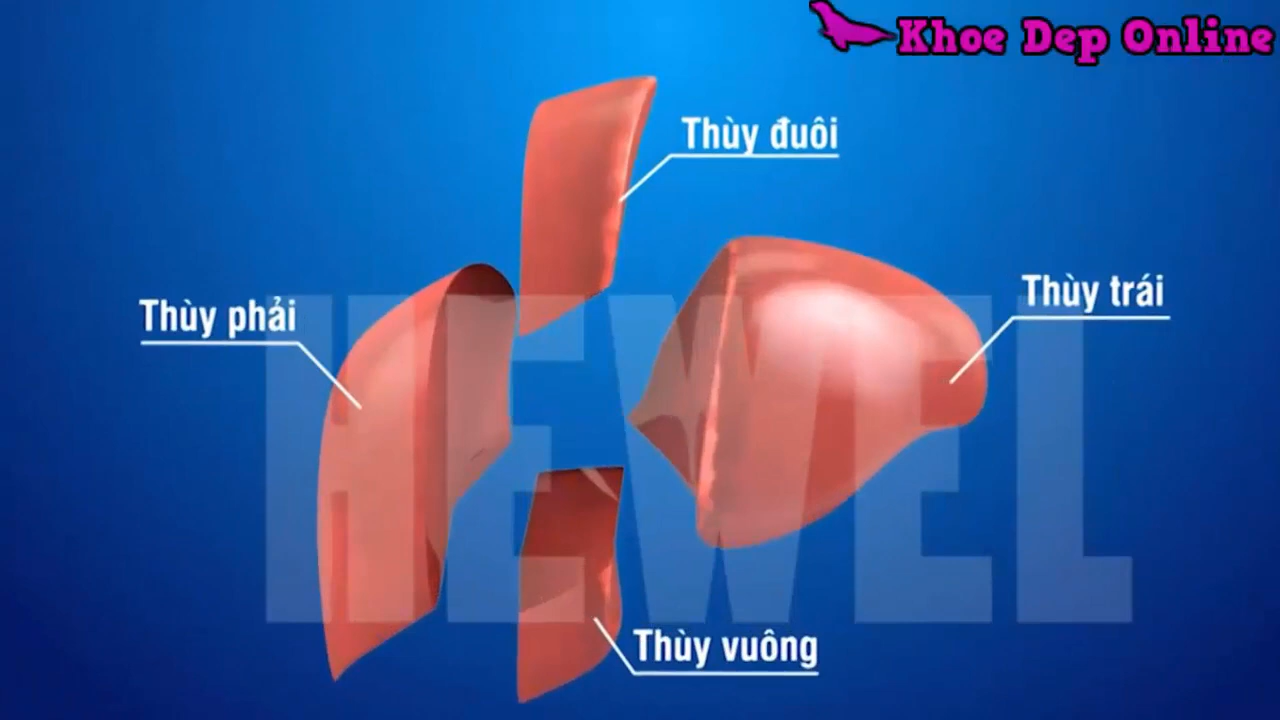 Khoe Dep Online
Thùy đuôi
Thùy trái
Thùy phải
HEWEL
Thùy vuông